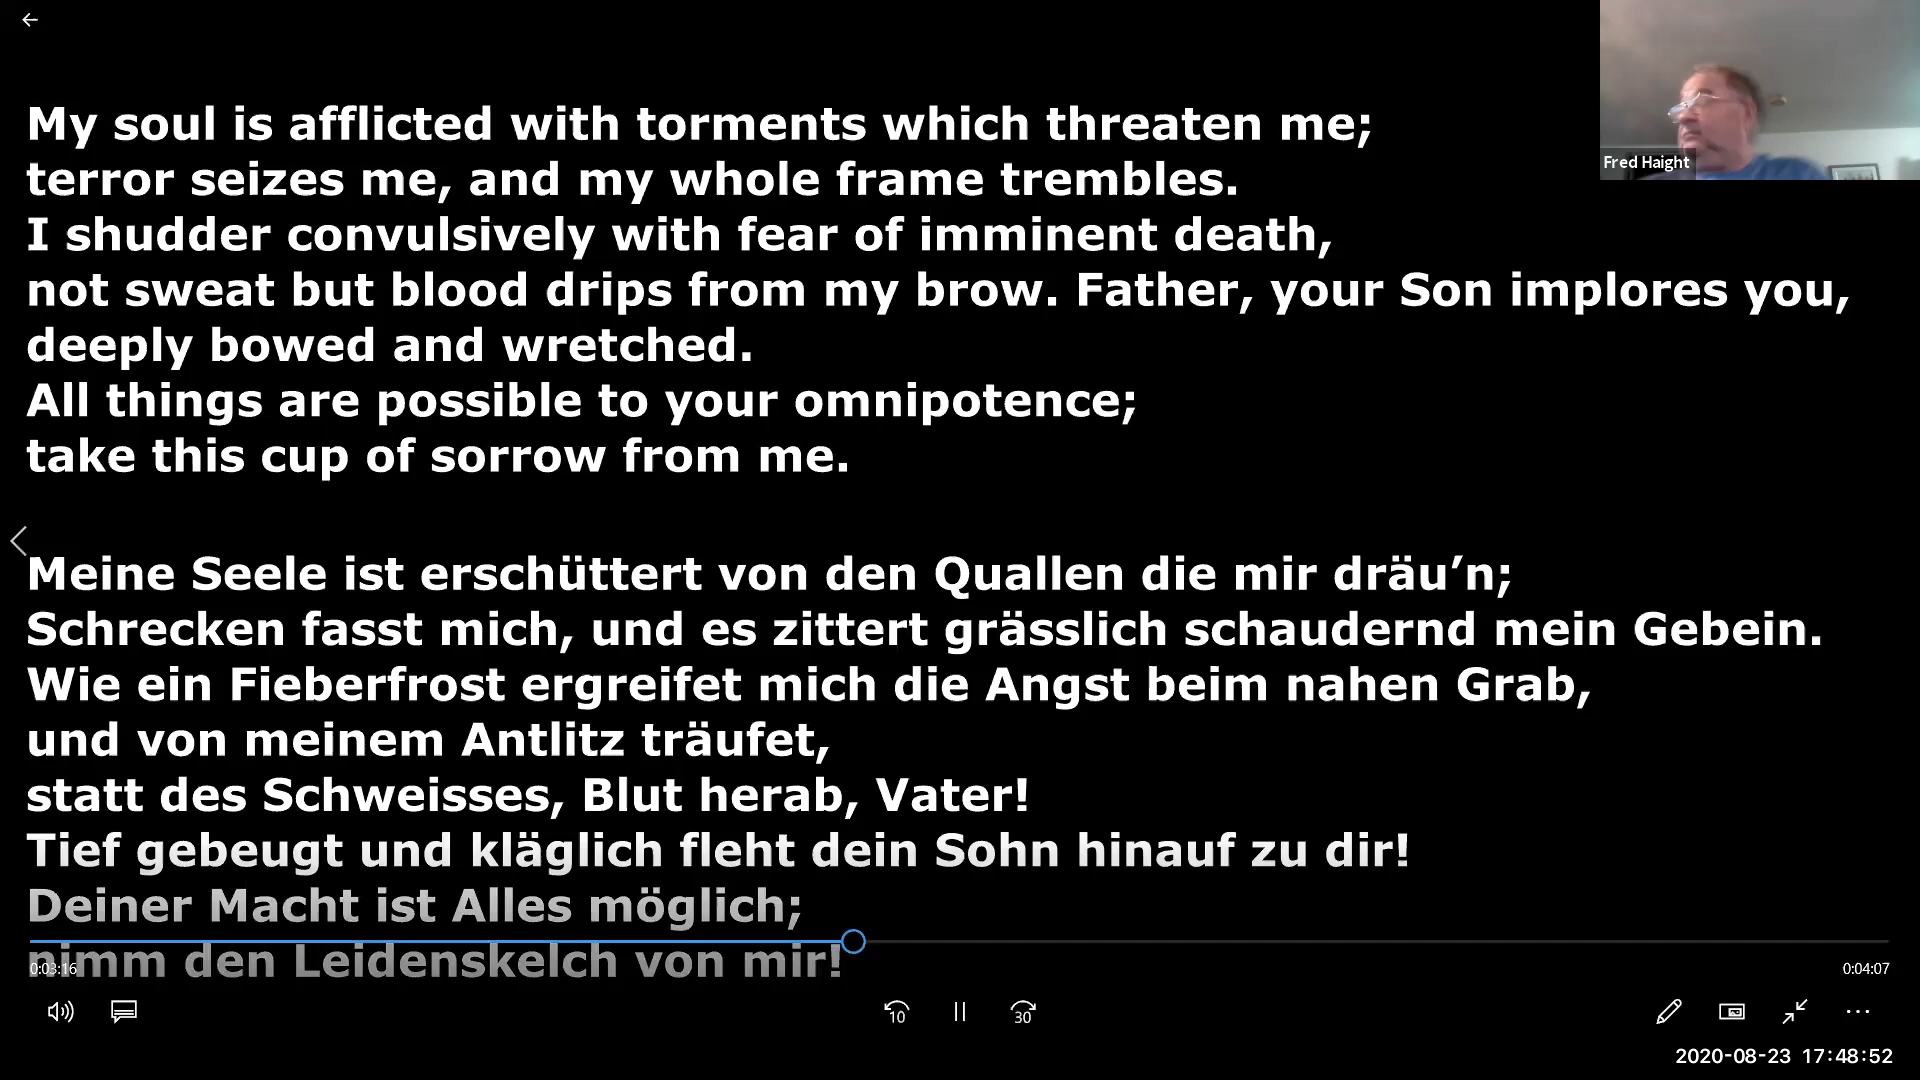 My soul is afflicted with torments which threaten me;
terror seizes me, and my whole frame trembles.
I shudder convulsively with fear of imminent death,
not sweat but blood drips from my brow. Father, your Son implores you,
deeply bowed and wretched.
All things are possible to your omnipotence;
take this cup of sorrow from me.
Meine Seele ist erschüttert von den Quallen die mir dräu’n;
Schrecken fasst mich, und es zittert grässlich schaudernd mein Gebein.
Wie ein Fieberfrost ergreifet mich die Angst beim nahen Grab,
und von meinem Antlitz träufet,
statt des Schweisses, Blut herab, Vater!
Tief gebeugt und kläglich fleht dein Sohn hinauf zu dir!
Deiner Macht ist Alles möglich;
nimm den Leidenskelch von mir!
Fred Haight
0:03:16
0:04:07
10
30
2020-08-23 17:48:52